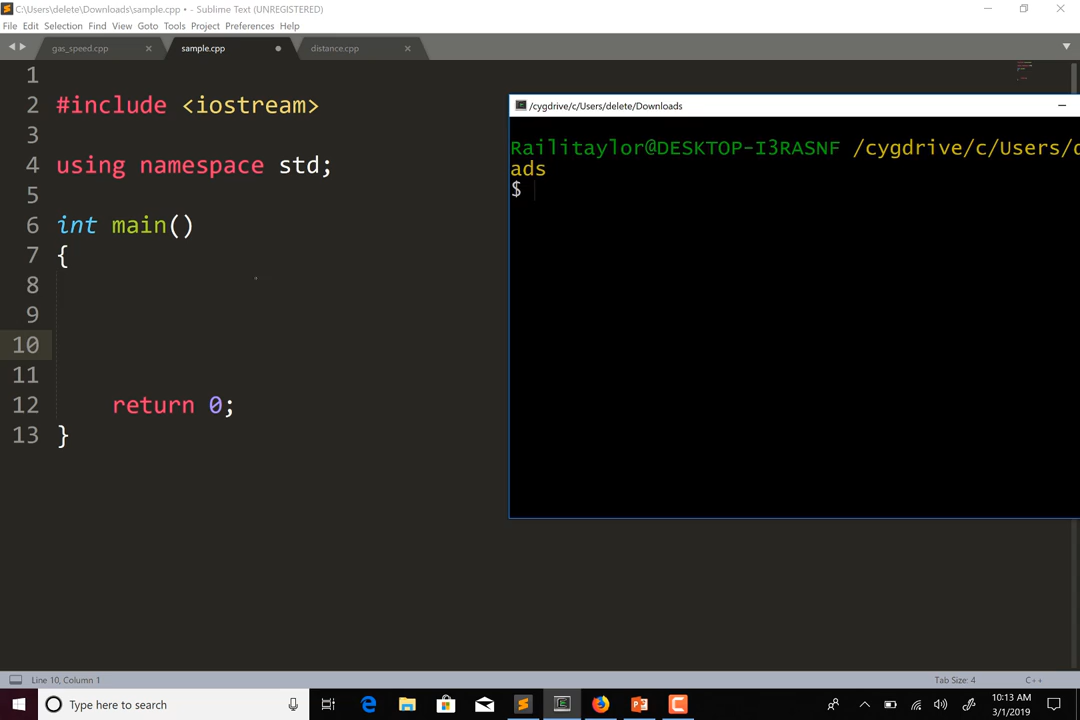 C:\Users\delete\Downloads\sample.cpp • - Sublime Text (UNREGISTERED)
File Edit Selection Find View Goto Tools Project Preferences Help
gas_speed.cpp sample.cpp distance.cpp
1
2 #include <iostream>
3
4 using namespace std;
5
6 int main()
7 {
8
9
10
11
12 return 0;
13 }
/cygdrive/c/Users/delete/Downloads
Railitaylor@DESKTOP-I3RASNF /cygdrive/c/Users/d
ads
$
Line 10, Column 1 Tab Size: 4 C++
Type here to search
10:13 AM
3/1/2019